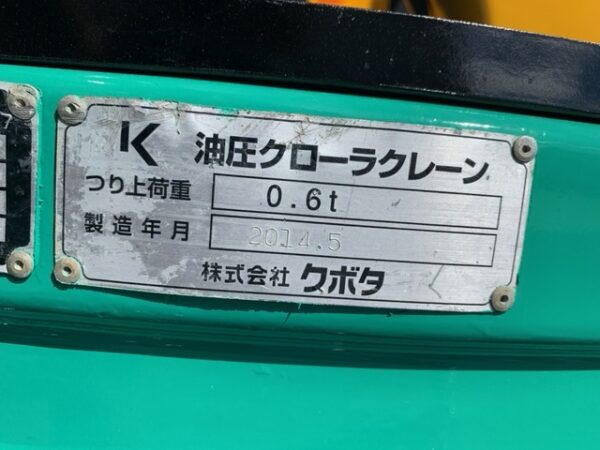 K 油圧クローラクレーン
つり上荷重 0.6t
製造年月 2014.5
株式会社 クボタ